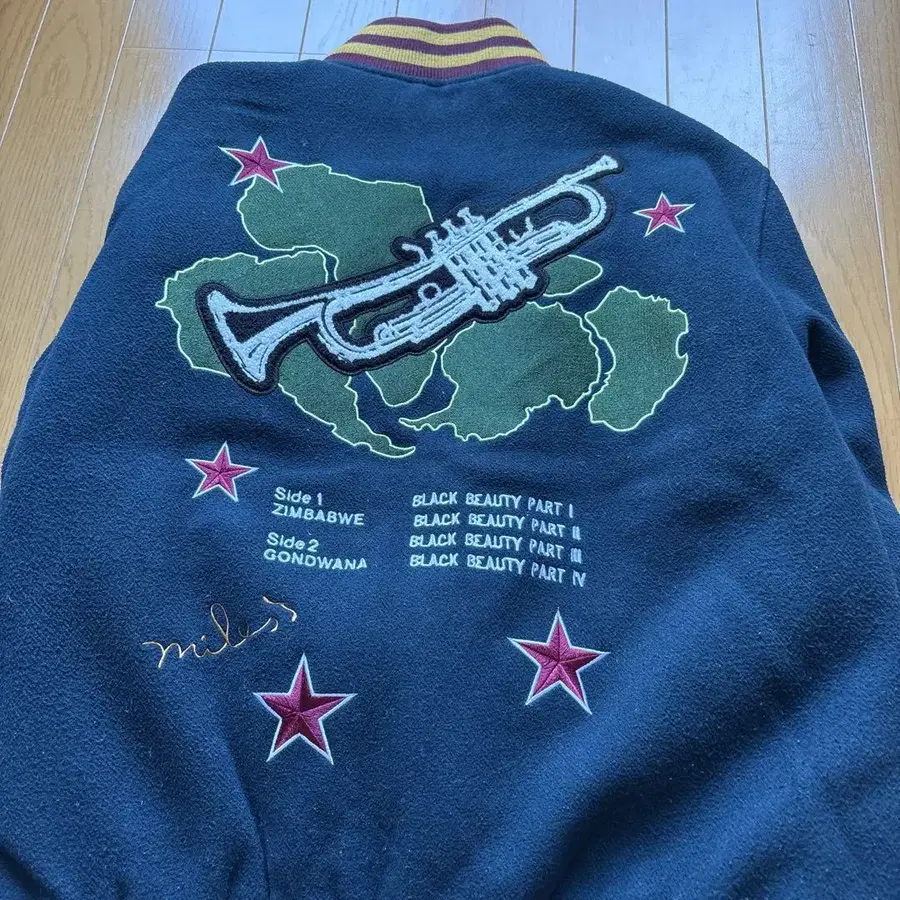 Side 1
ZIMBABWE
Side 2
GONDWANA
BLACK BEAUTY PART I
BLACK BEAUTY PART II
BLACK BEAUTY PART III
BLACK BEAUTY PART IV
miles